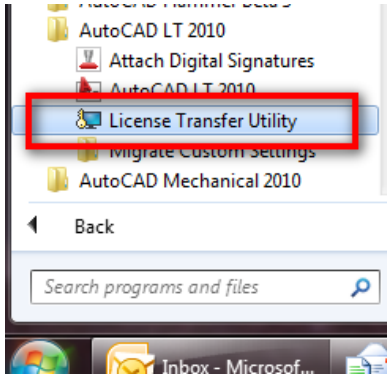 AutoCAD LT 2010
Attach Digital Signatures
AutoCAD LT 2010
License Transfer Utility
Migrate Custom Settings
AutoCAD Mechanical 2010
Back
Search programs and files
Inbox - Microsof...